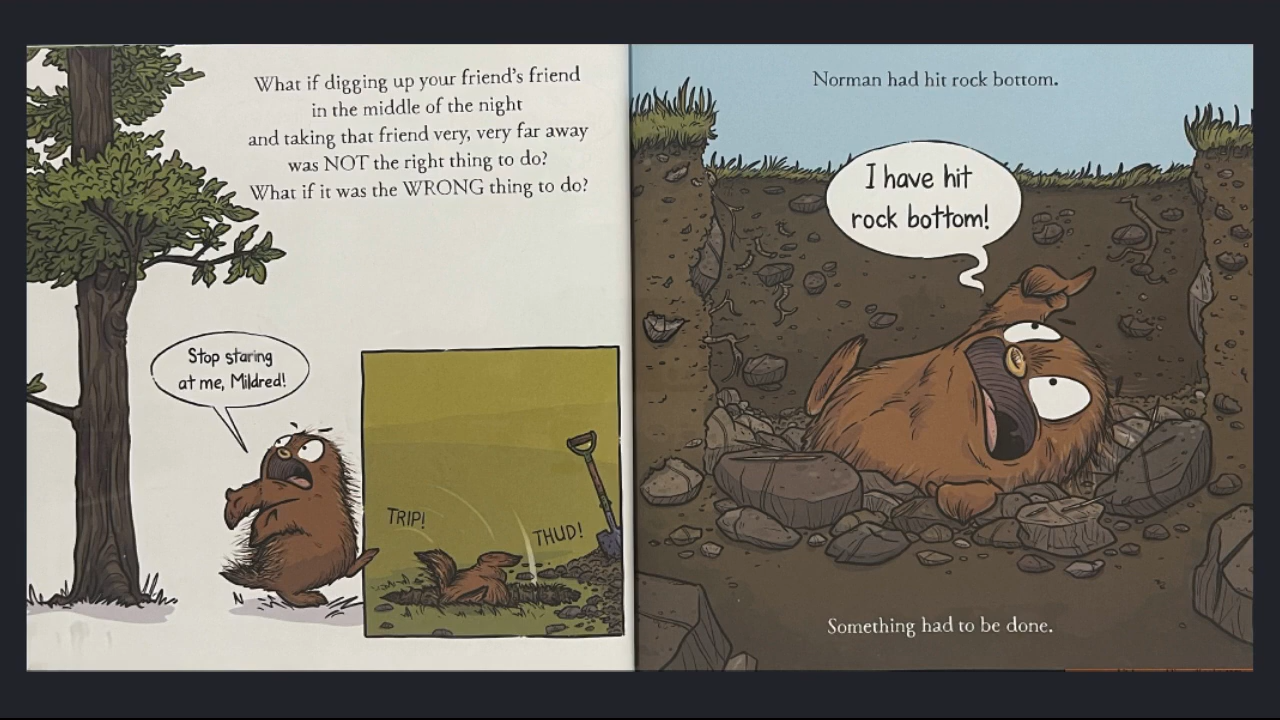 What if digging up your friend's friend
in the middle of the night
and taking that friend very, very far away
was NOT the right thing to do?
What if it was the WRONG thing to do?
Stop staring
at me, Mildred!
TRIP!
THUD!
Norman had hit rock bottom.
I have hit
rock bottom!
Something had to be done.